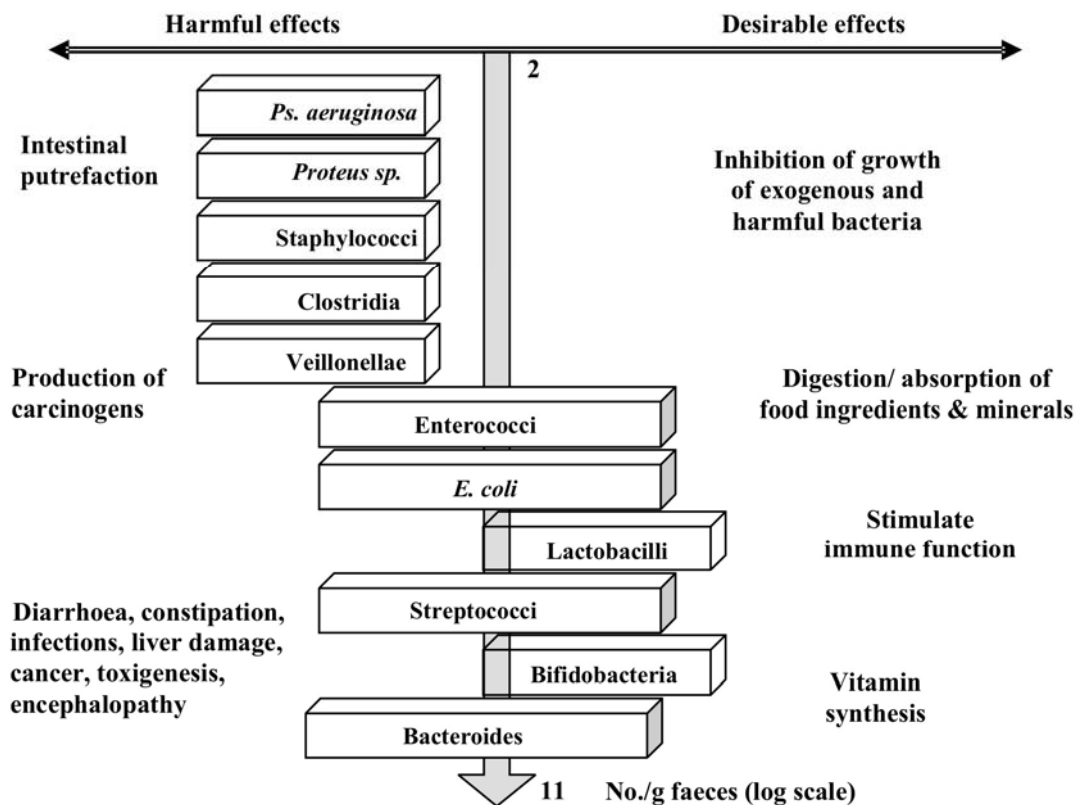 Harmful effects
Desirable effects
2
Ps. aeruginosa
Intestinal
putrefaction
Proteus sp.
Inhibition of growth
of exogenous and
harmful bacteria
Staphylococci
Clostridia
Veillonellae
Production of
carcinogens
Digestion/ absorption of
food ingredients & minerals
Enterococci
E. coli
Stimulate
immune function
Lactobacilli
Streptococci
Diarrhoea, constipation,
infections, liver damage,
cancer, toxigenesis,
encephalopathy
Bifidobacteria
Vitamin
synthesis
Bacteroides
11
No./g faeces (log scale)